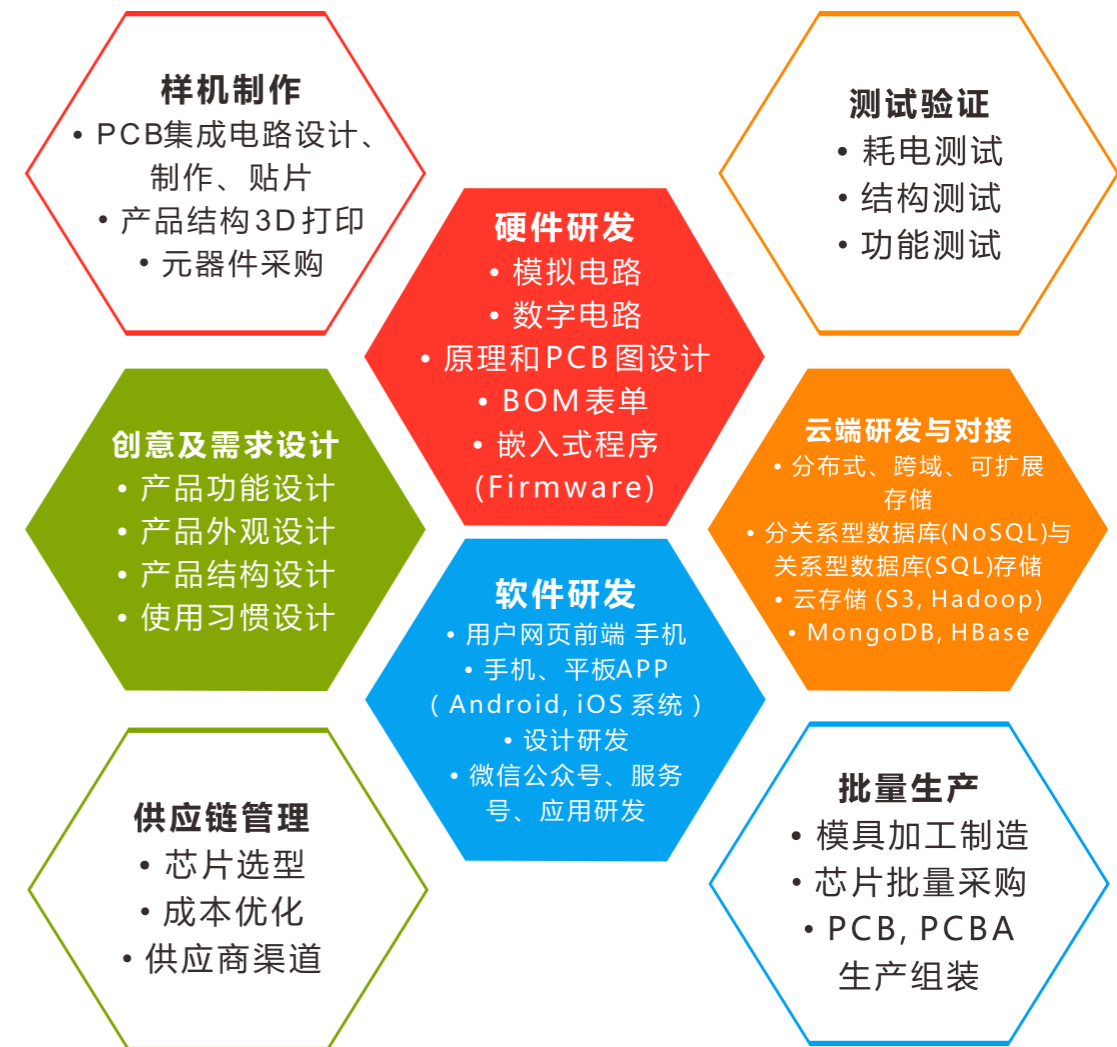 样机制作
• PCB集成电路设计、
制作、贴片
• 产品结构3D打印
• 元器件采购
测试验证
• 耗电测试
• 结构测试
• 功能测试
硬件研发
• 模拟电路
• 数字电路
• 原理和PCB图设计
• BOM表单
• 嵌入式程序
(Firmware)
创意及需求设计
• 产品功能设计
• 产品外观设计
• 产品结构设计
• 使用习惯设计
云端研发与对接
• 分布式、跨域、可扩展
存储
• 分关系型数据库(NoSQL)与
关系型数据库(SQL)存储
• 云存储 (S3, Hadoop)
• MongoDB, HBase
软件研发
• 用户网页前端 手机
• 手机、平板APP
( Android, iOS 系统 )
• 设计研发
• 微信公众号、服务
号、应用研发
供应链管理
• 芯片选型
• 成本优化
• 供应商渠道
批量生产
• 模具加工制造
• 芯片批量采购
• PCB, PCBA
生产组装